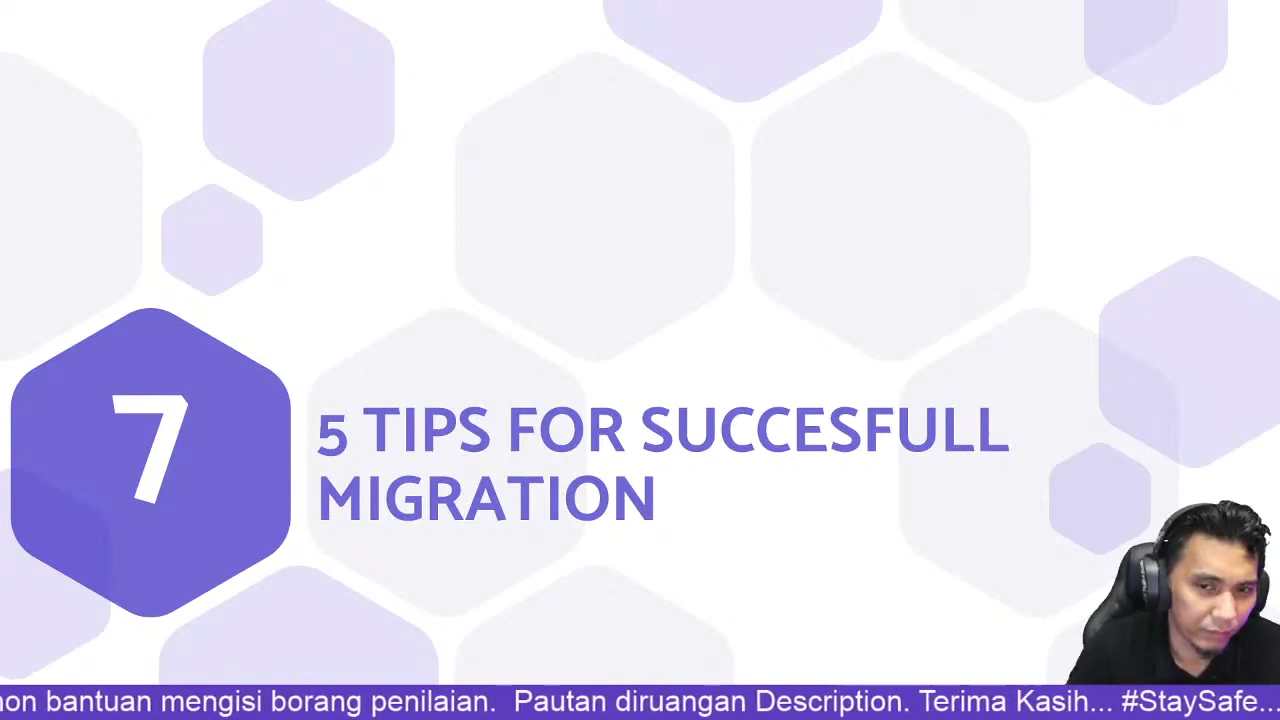 7
5 TIPS FOR SUCCESFULL
MIGRATION
bantuan mengisi borang penilaian. Pautan diruangan Description. Terima Kasih... #StaySafe...